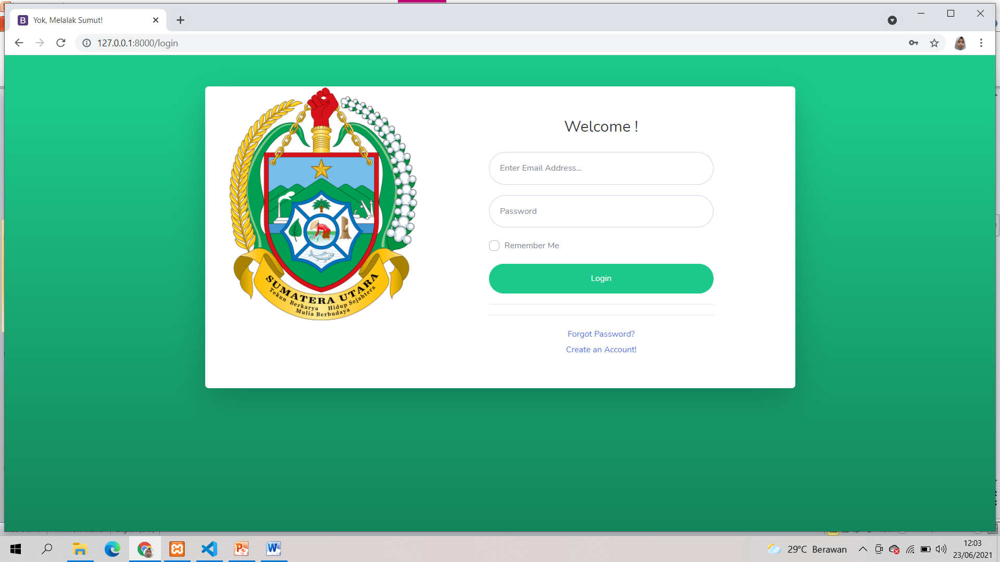 Yok, Melalak Sumut!
127.0.0.1:8000/login
Welcome !
Enter Email Address...
Password
Remember Me
Login
Forgot Password?
Create an Account!
SUMATERA UTARA
Tekun Berkarya Hidup Sejahtera
Mulia Berbudaya
29°C Berawan
12:03
23/06/2021